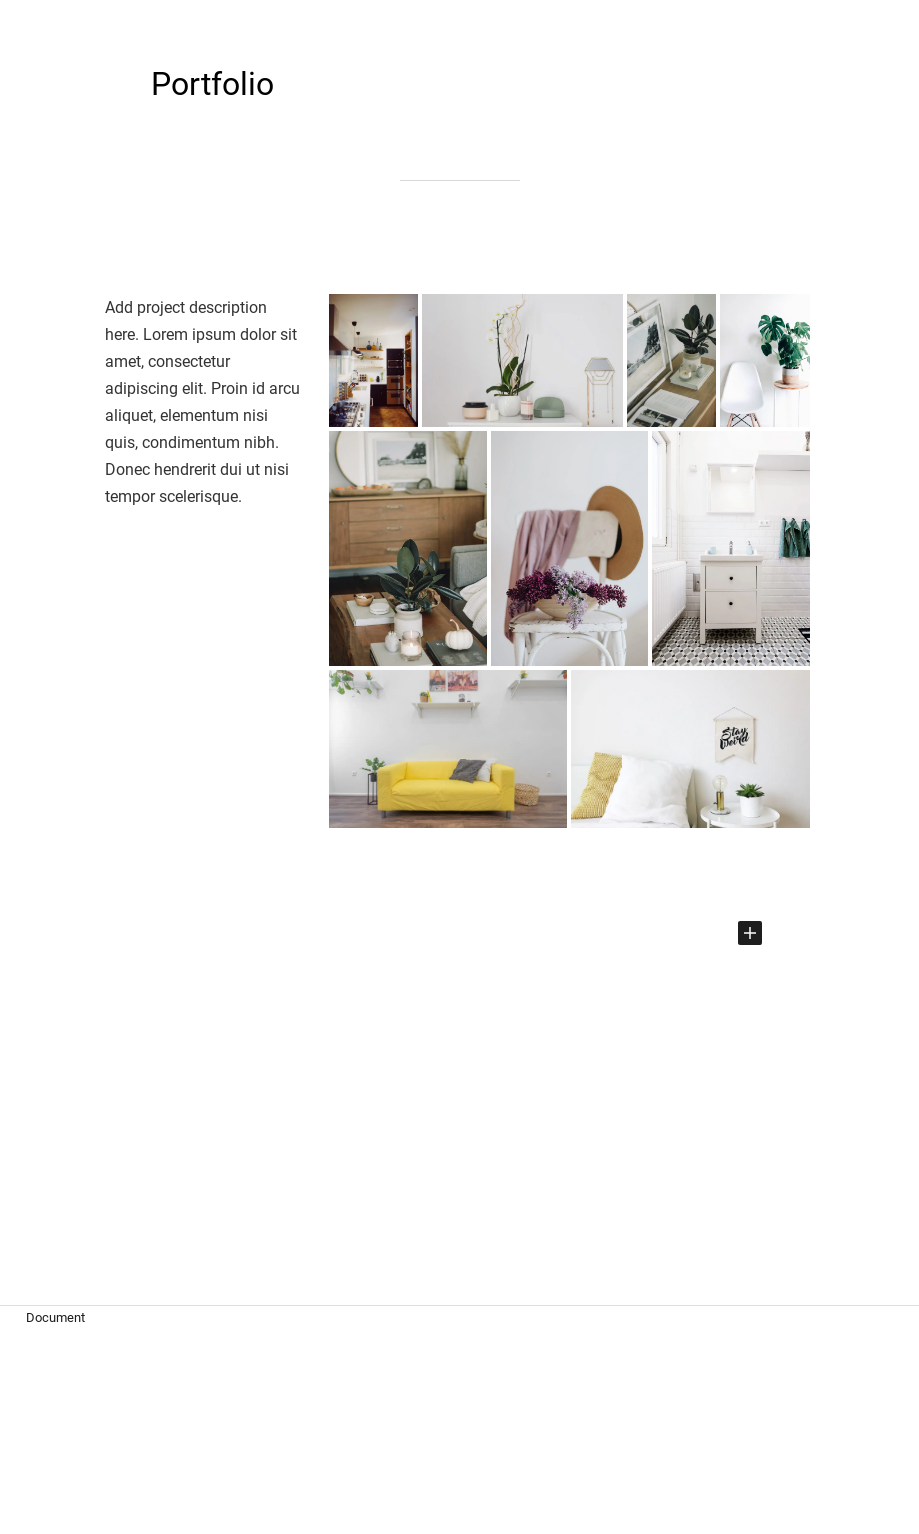 Portfolio
Add project description
here. Lorem ipsum dolor sit
amet, consectetur
adipiscing elit. Proin id arcu
aliquet, elementum nisi
quis, condimentum nibh.
Donec hendrerit dui ut nisi
tempor scelerisque.
Stay
Weird
Document